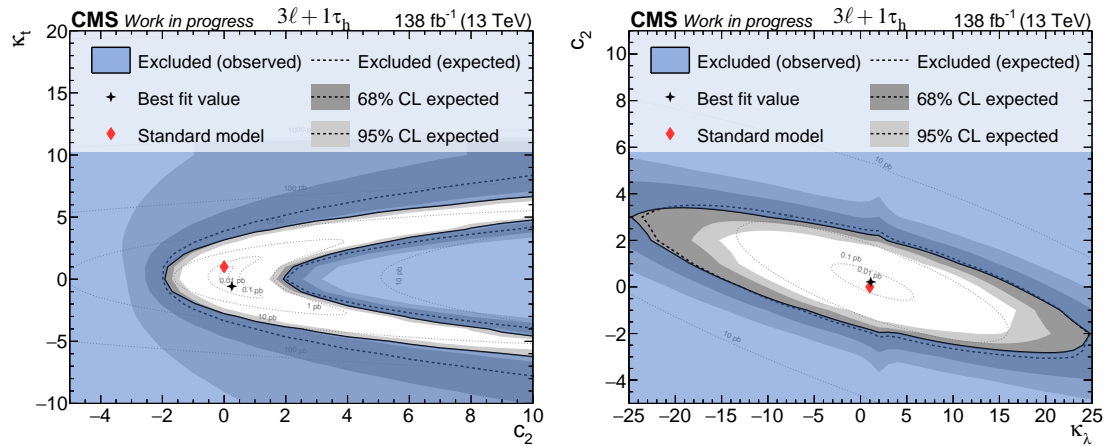 CMS Work in progress 3ℓ + 1τh 138 fb⁻¹ (13 TeV)
κt
20
Excluded (observed)
Excluded (expected)
15
Best fit value
68% CL expected
Standard model
95% CL expected
10
100 pb
5
10 pb
0
0.01 pb
0.1 pb
1 pb
10 pb
−5
100 pb
−10
−4 −2 0 2 4 6 8 10
c2
CMS Work in progress 3ℓ + 1τh 138 fb⁻¹ (13 TeV)
c2
10
Excluded (observed)
Excluded (expected)
8
Best fit value
68% CL expected
Standard model
95% CL expected
6
10 pb
4
2
0.1 pb
0.01 pb
0
−2
10 pb
−4
−25 −20 −15 −10 −5 0 5 10 15 20 25
κλ